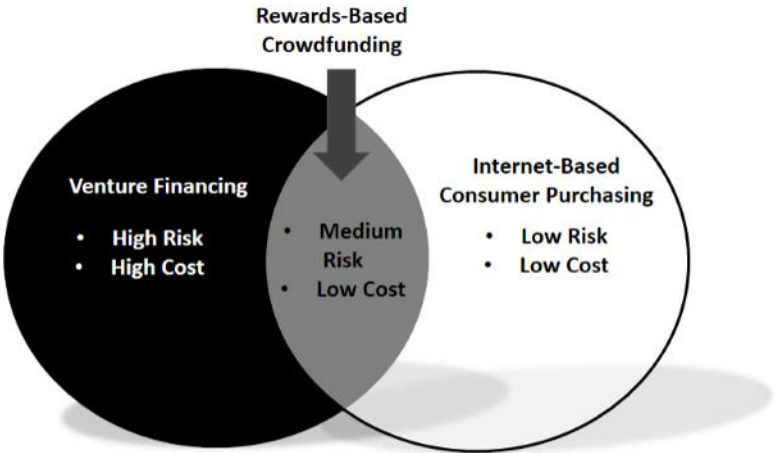 Rewards-Based
Crowdfunding
Venture Financing
• High Risk
• High Cost
• Medium
Risk
• Low Cost
Internet-Based
Consumer Purchasing
• Low Risk
• Low Cost